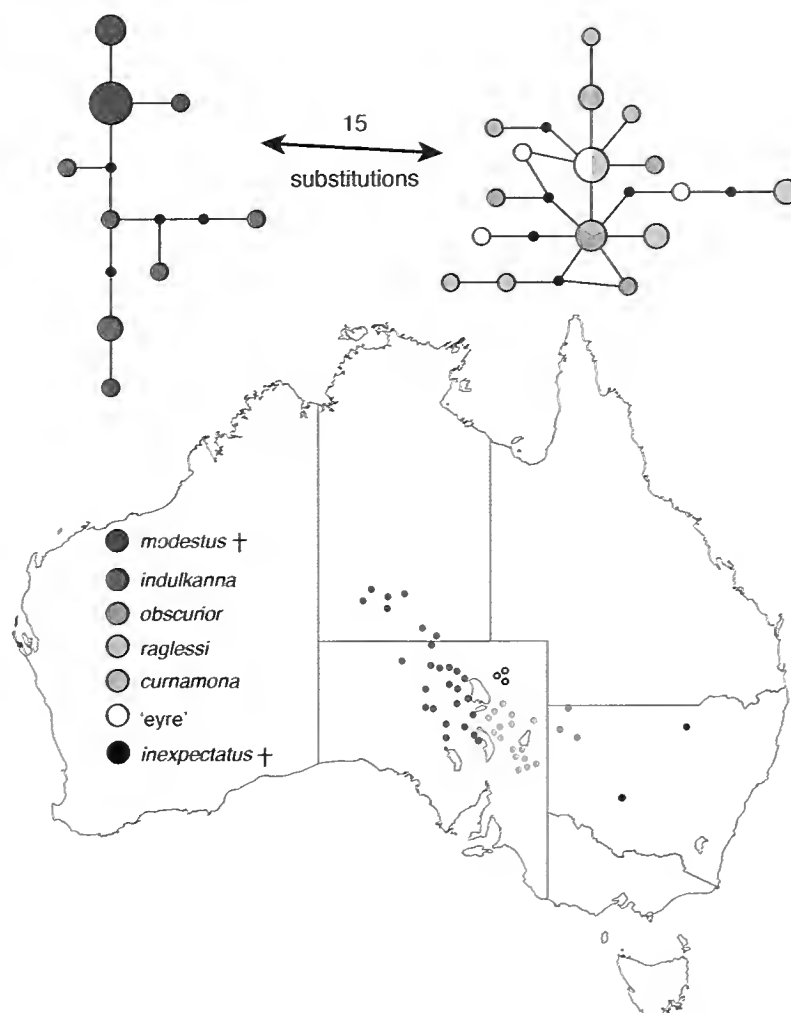 15
substitutions
modestus †
indulkanna
obscurior
raglessi
curnamona
'eyre'
inexpectatus †